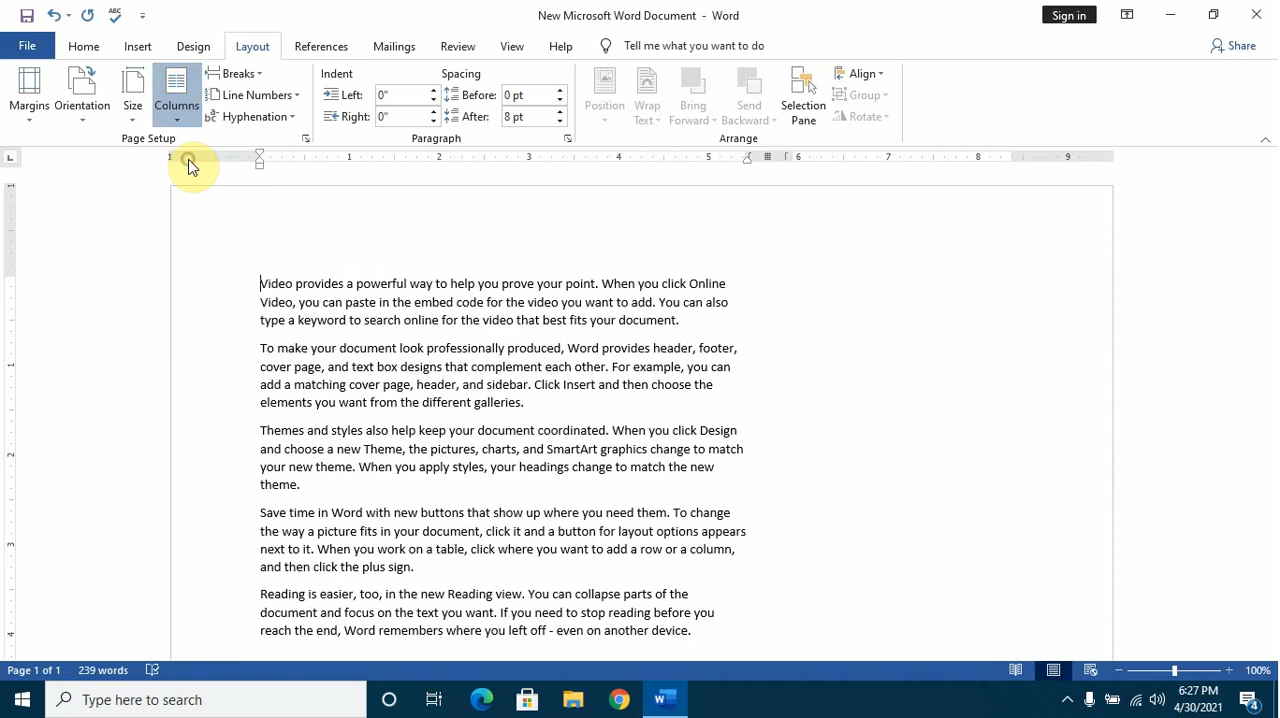 New Microsoft Word Document - Word
Sign in
File Home Insert Design Layout References Mailings Review View Help Tell me what you want to do Share
Margins Orientation Size Columns
Breaks
Line Numbers
Hyphenation
Page Setup
Indent Spacing
Left: 0" Before: 0 pt
Right: 0" After: 8 pt
Paragraph
Position Wrap Text Bring Forward Send Backward Selection Pane
Align
Group
Rotate
Arrange
1 1 2 3 4 5 6 7 8 9
1
1
2
3
4
Video provides a powerful way to help you prove your point. When you click Online
Video, you can paste in the embed code for the video you want to add. You can also
type a keyword to search online for the video that best fits your document.
To make your document look professionally produced, Word provides header, footer,
cover page, and text box designs that complement each other. For example, you can
add a matching cover page, header, and sidebar. Click Insert and then choose the
elements you want from the different galleries.
Themes and styles also help keep your document coordinated. When you click Design
and choose a new Theme, the pictures, charts, and SmartArt graphics change to match
your new theme. When you apply styles, your headings change to match the new
theme.
Save time in Word with new buttons that show up where you need them. To change
the way a picture fits in your document, click it and a button for layout options appears
next to it. When you work on a table, click where you want to add a row or a column,
and then click the plus sign.
Reading is easier, too, in the new Reading view. You can collapse parts of the
document and focus on the text you want. If you need to stop reading before you
reach the end, Word remembers where you left off - even on another device.
Page 1 of 1 239 words 100%
Type here to search
6:27 PM
4/30/2021
4